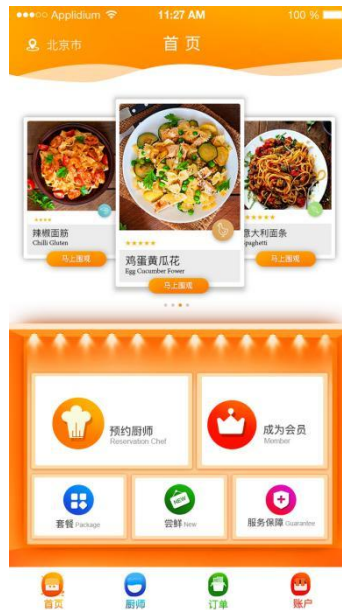 Applidium 11:27 AM 100 %
北京市 首页
辣椒面筋
Chilli Gluten
马上围观
鸡蛋黄瓜花
Egg Cucumber Fower
马上围观
意大利面条
spaghetti
马上围观
预约厨师
Reservation Chef
成为会员
Member
套餐 Package
NEW
尝鲜 New
服务保障 Guarantee
首页 厨师 订单 账户